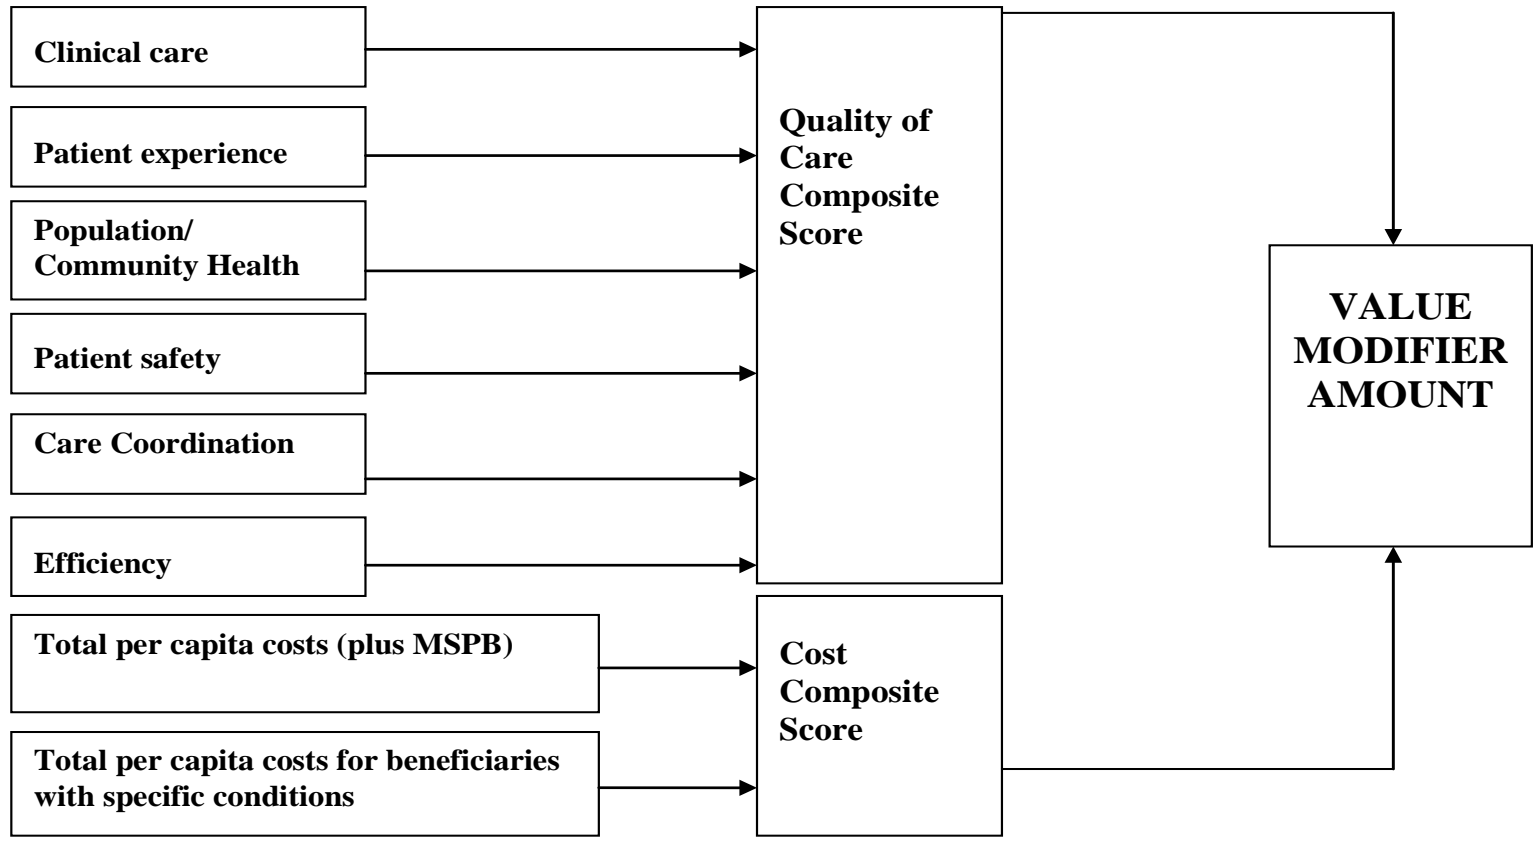 Clinical care
Patient experience
Population/
Community Health
Patient safety
Care Coordination
Efficiency
Total per capita costs (plus MSPB)
Total per capita costs for beneficiaries
with specific conditions
Quality of
Care
Composite
Score
Cost
Composite
Score
VALUE
MODIFIER
AMOUNT